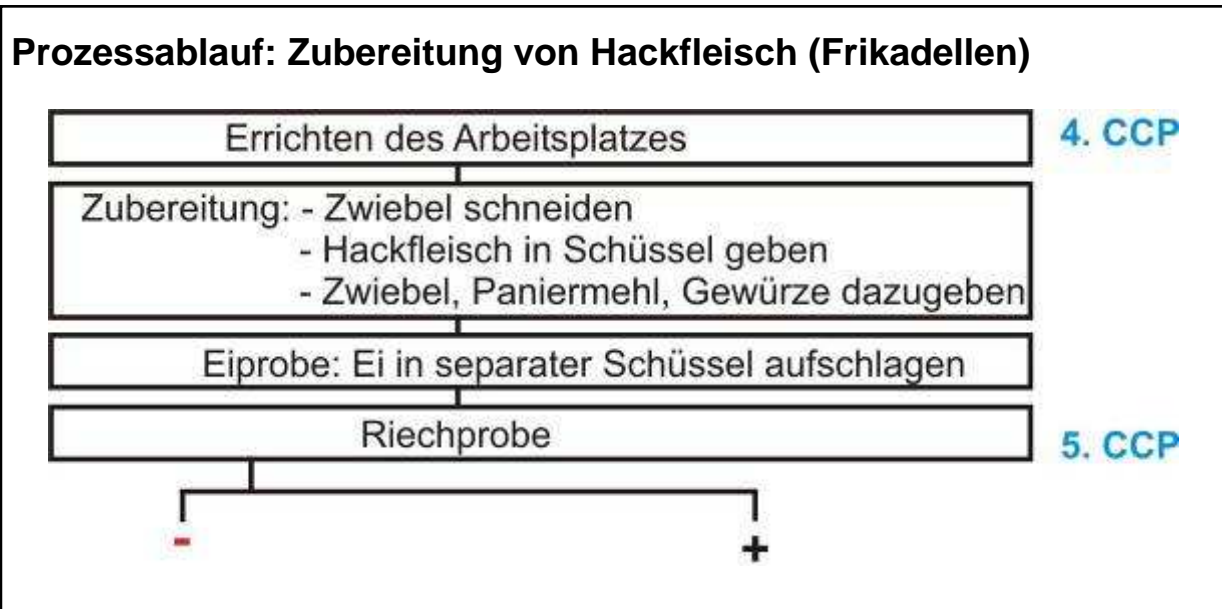 Prozessablauf: Zubereitung von Hackfleisch (Frikadellen)
Errichten des Arbeitsplatzes
4. CCP
Zubereitung: - Zwiebel schneiden
- Hackfleisch in Schüssel geben
- Zwiebel, Paniermehl, Gewürze dazugeben
Eiprobe: Ei in separater Schüssel aufschlagen
Riechprobe
5. CCP
-
+